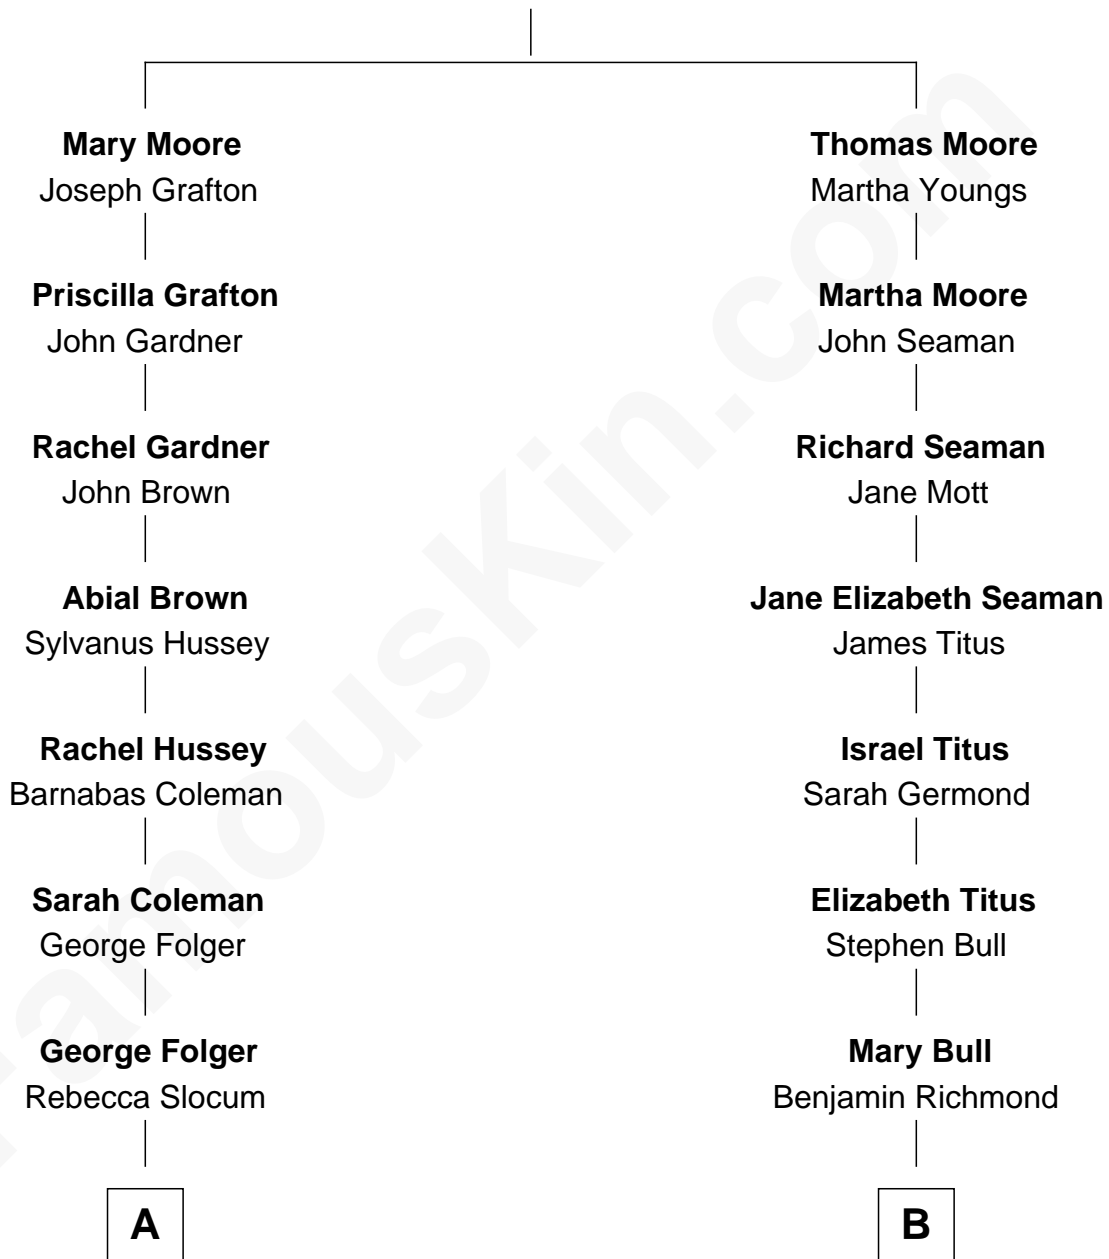 Mary Moore
Joseph Grafton
Priscilla Grafton
John Gardner
Rachel Gardner
John Brown
Abial Brown
Sylvanus Hussey
Rachel Hussey
Barnabas Coleman
Sarah Coleman
George Folger
George Folger
Rebecca Slocum
A
Thomas Moore
Martha Youngs
Martha Moore
John Seaman
Richard Seaman
Jane Mott
Jane Elizabeth Seaman
James Titus
Israel Titus
Sarah Germond
Elizabeth Titus
Stephen Bull
Mary Bull
Benjamin Richmond
B
FamousKin.com